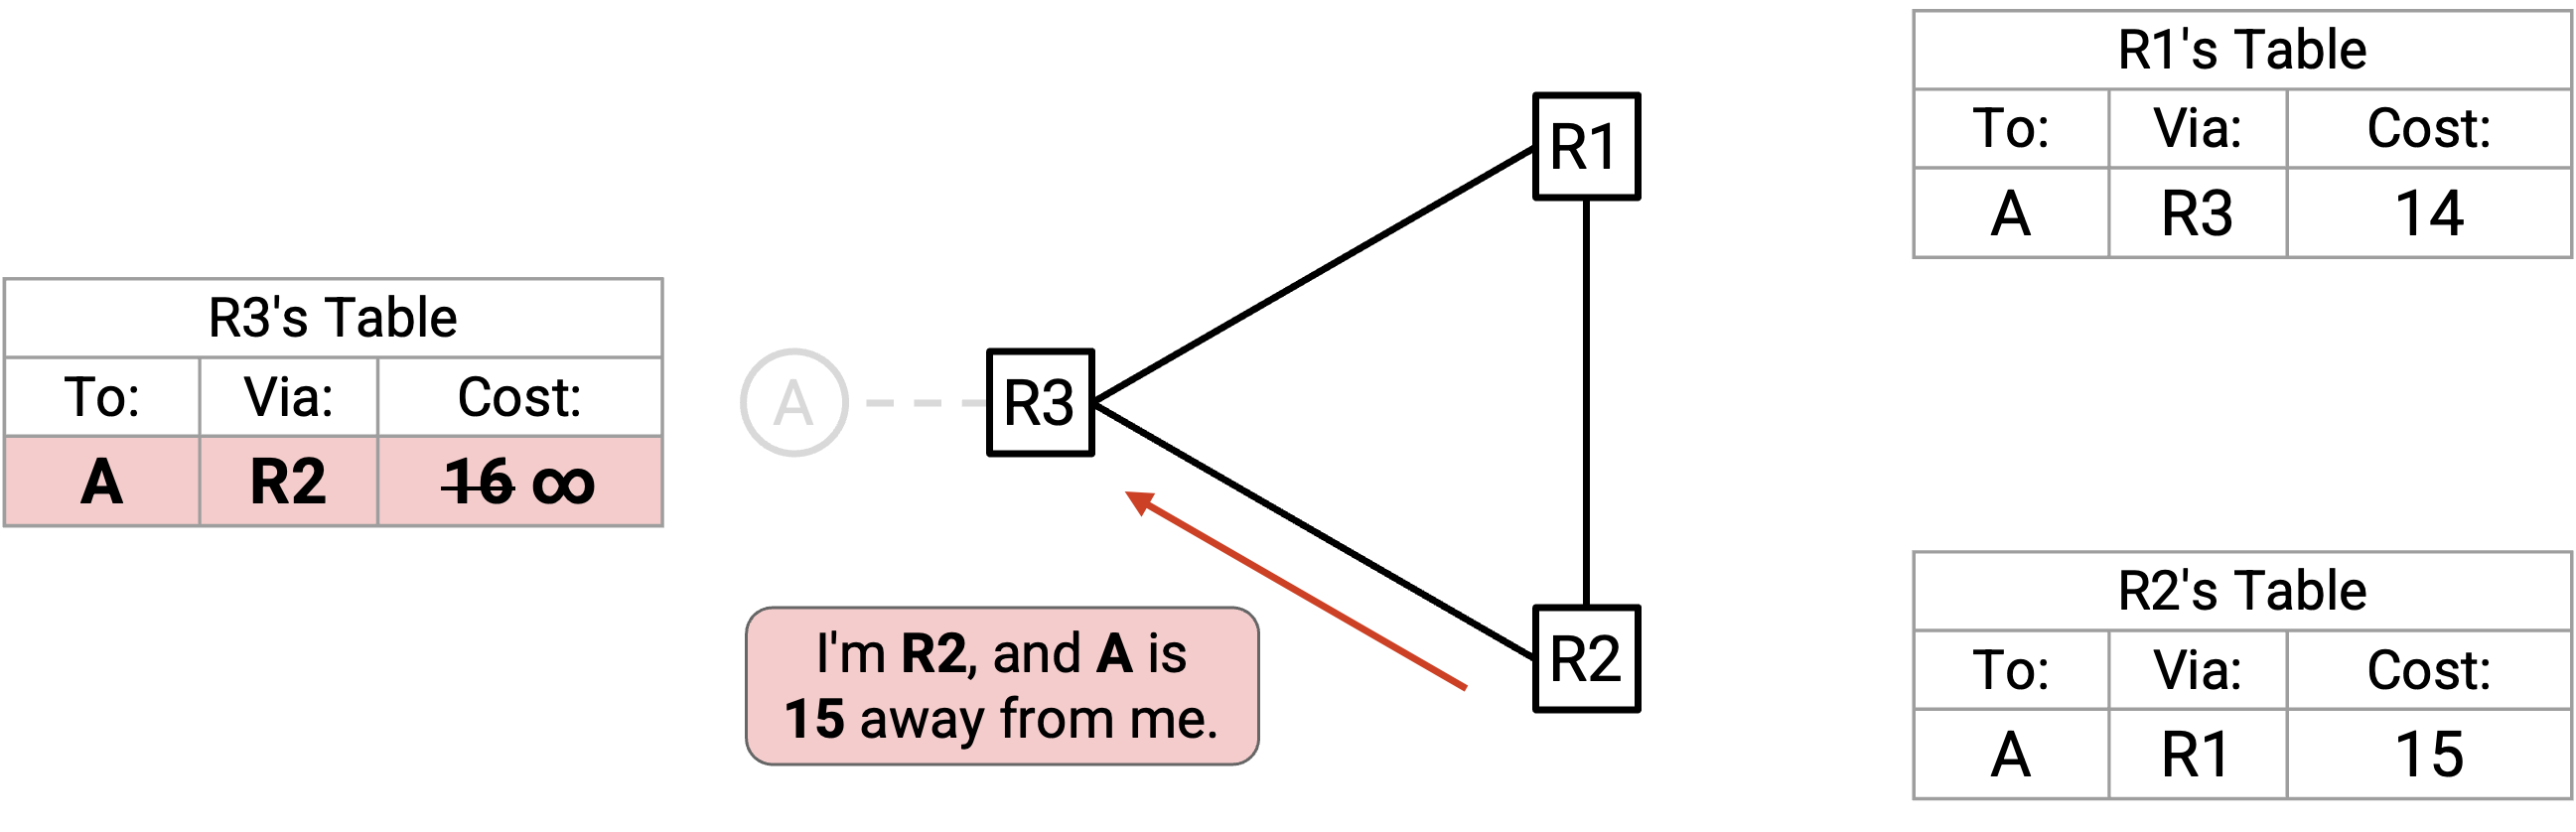 R1's Table
To: Via: Cost:
A R3 14
R1
R3's Table
To: Via: Cost:
A R2 16 ∞
A
R3
I'm R2, and A is
15 away from me.
R2
R2's Table
To: Via: Cost:
A R1 15